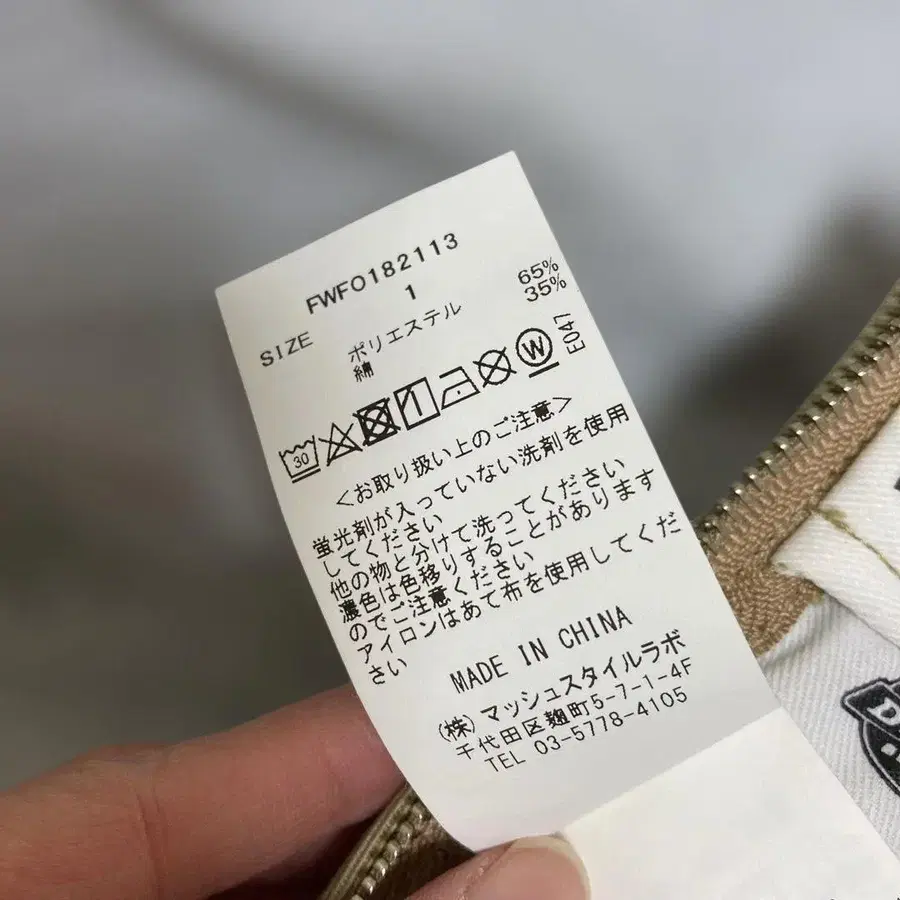 FWFO182113
SIZE 1
ポリエステル 65%
綿 35%
30 W E047
<お取り扱い上のご注意>
蛍光剤が入っていない洗剤を使用
してください
他の物と分けて洗ってください
濃色は色移りすることがあります
のでご注意ください
アイロンはあて布を使用してくだ
さい
MADE IN CHINA
(株)マッシュスタイルラボ
千代田区麹町5-7-1-4F
TEL 03-5778-4105